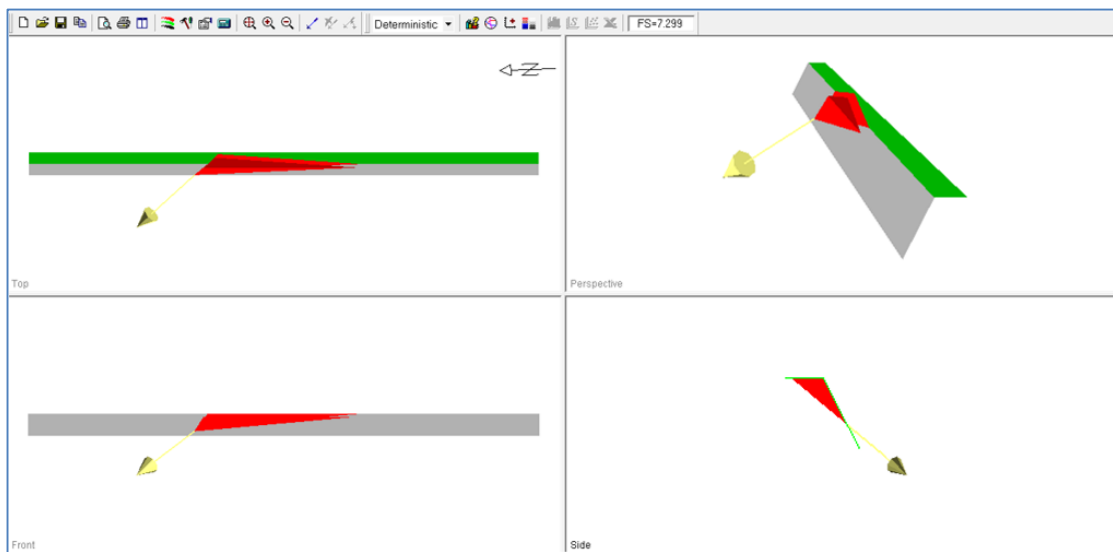 Deterministic
FS=7.299
N
Top
Perspective
Front
Side